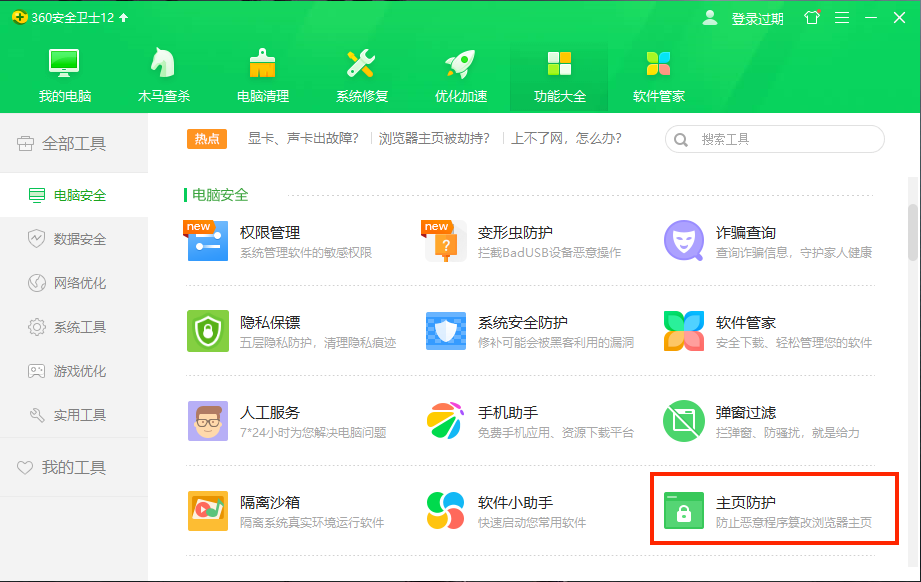 360安全卫士12
登录过期
我的电脑
木马查杀
电脑清理
系统修复
优化加速
功能大全
软件管家
全部工具
电脑安全
数据安全
网络优化
系统工具
游戏优化
实用工具
我的工具
热点
显卡、声卡出故障?
浏览器主页被劫持?
上不了网，怎么办?
搜索工具
电脑安全
new
权限管理
系统管理软件的敏感权限
new
变形虫防护
拦截BadUSB设备恶意操作
诈骗查询
查询诈骗信息，守护家人健康
隐私保镖
五层隐私防护，清理隐私痕迹
系统安全防护
修补可能会被黑客利用的漏洞
软件管家
安全下载、轻松管理您的软件
人工服务
7*24小时为您解决电脑问题
手机助手
免费手机应用、资源下载平台
弹窗过滤
拦弹窗、防骚扰，就是给力
隔离沙箱
隔离系统真实环境运行软件
软件小助手
快速启动您常用软件
主页防护
防止恶意程序篡改浏览器主页